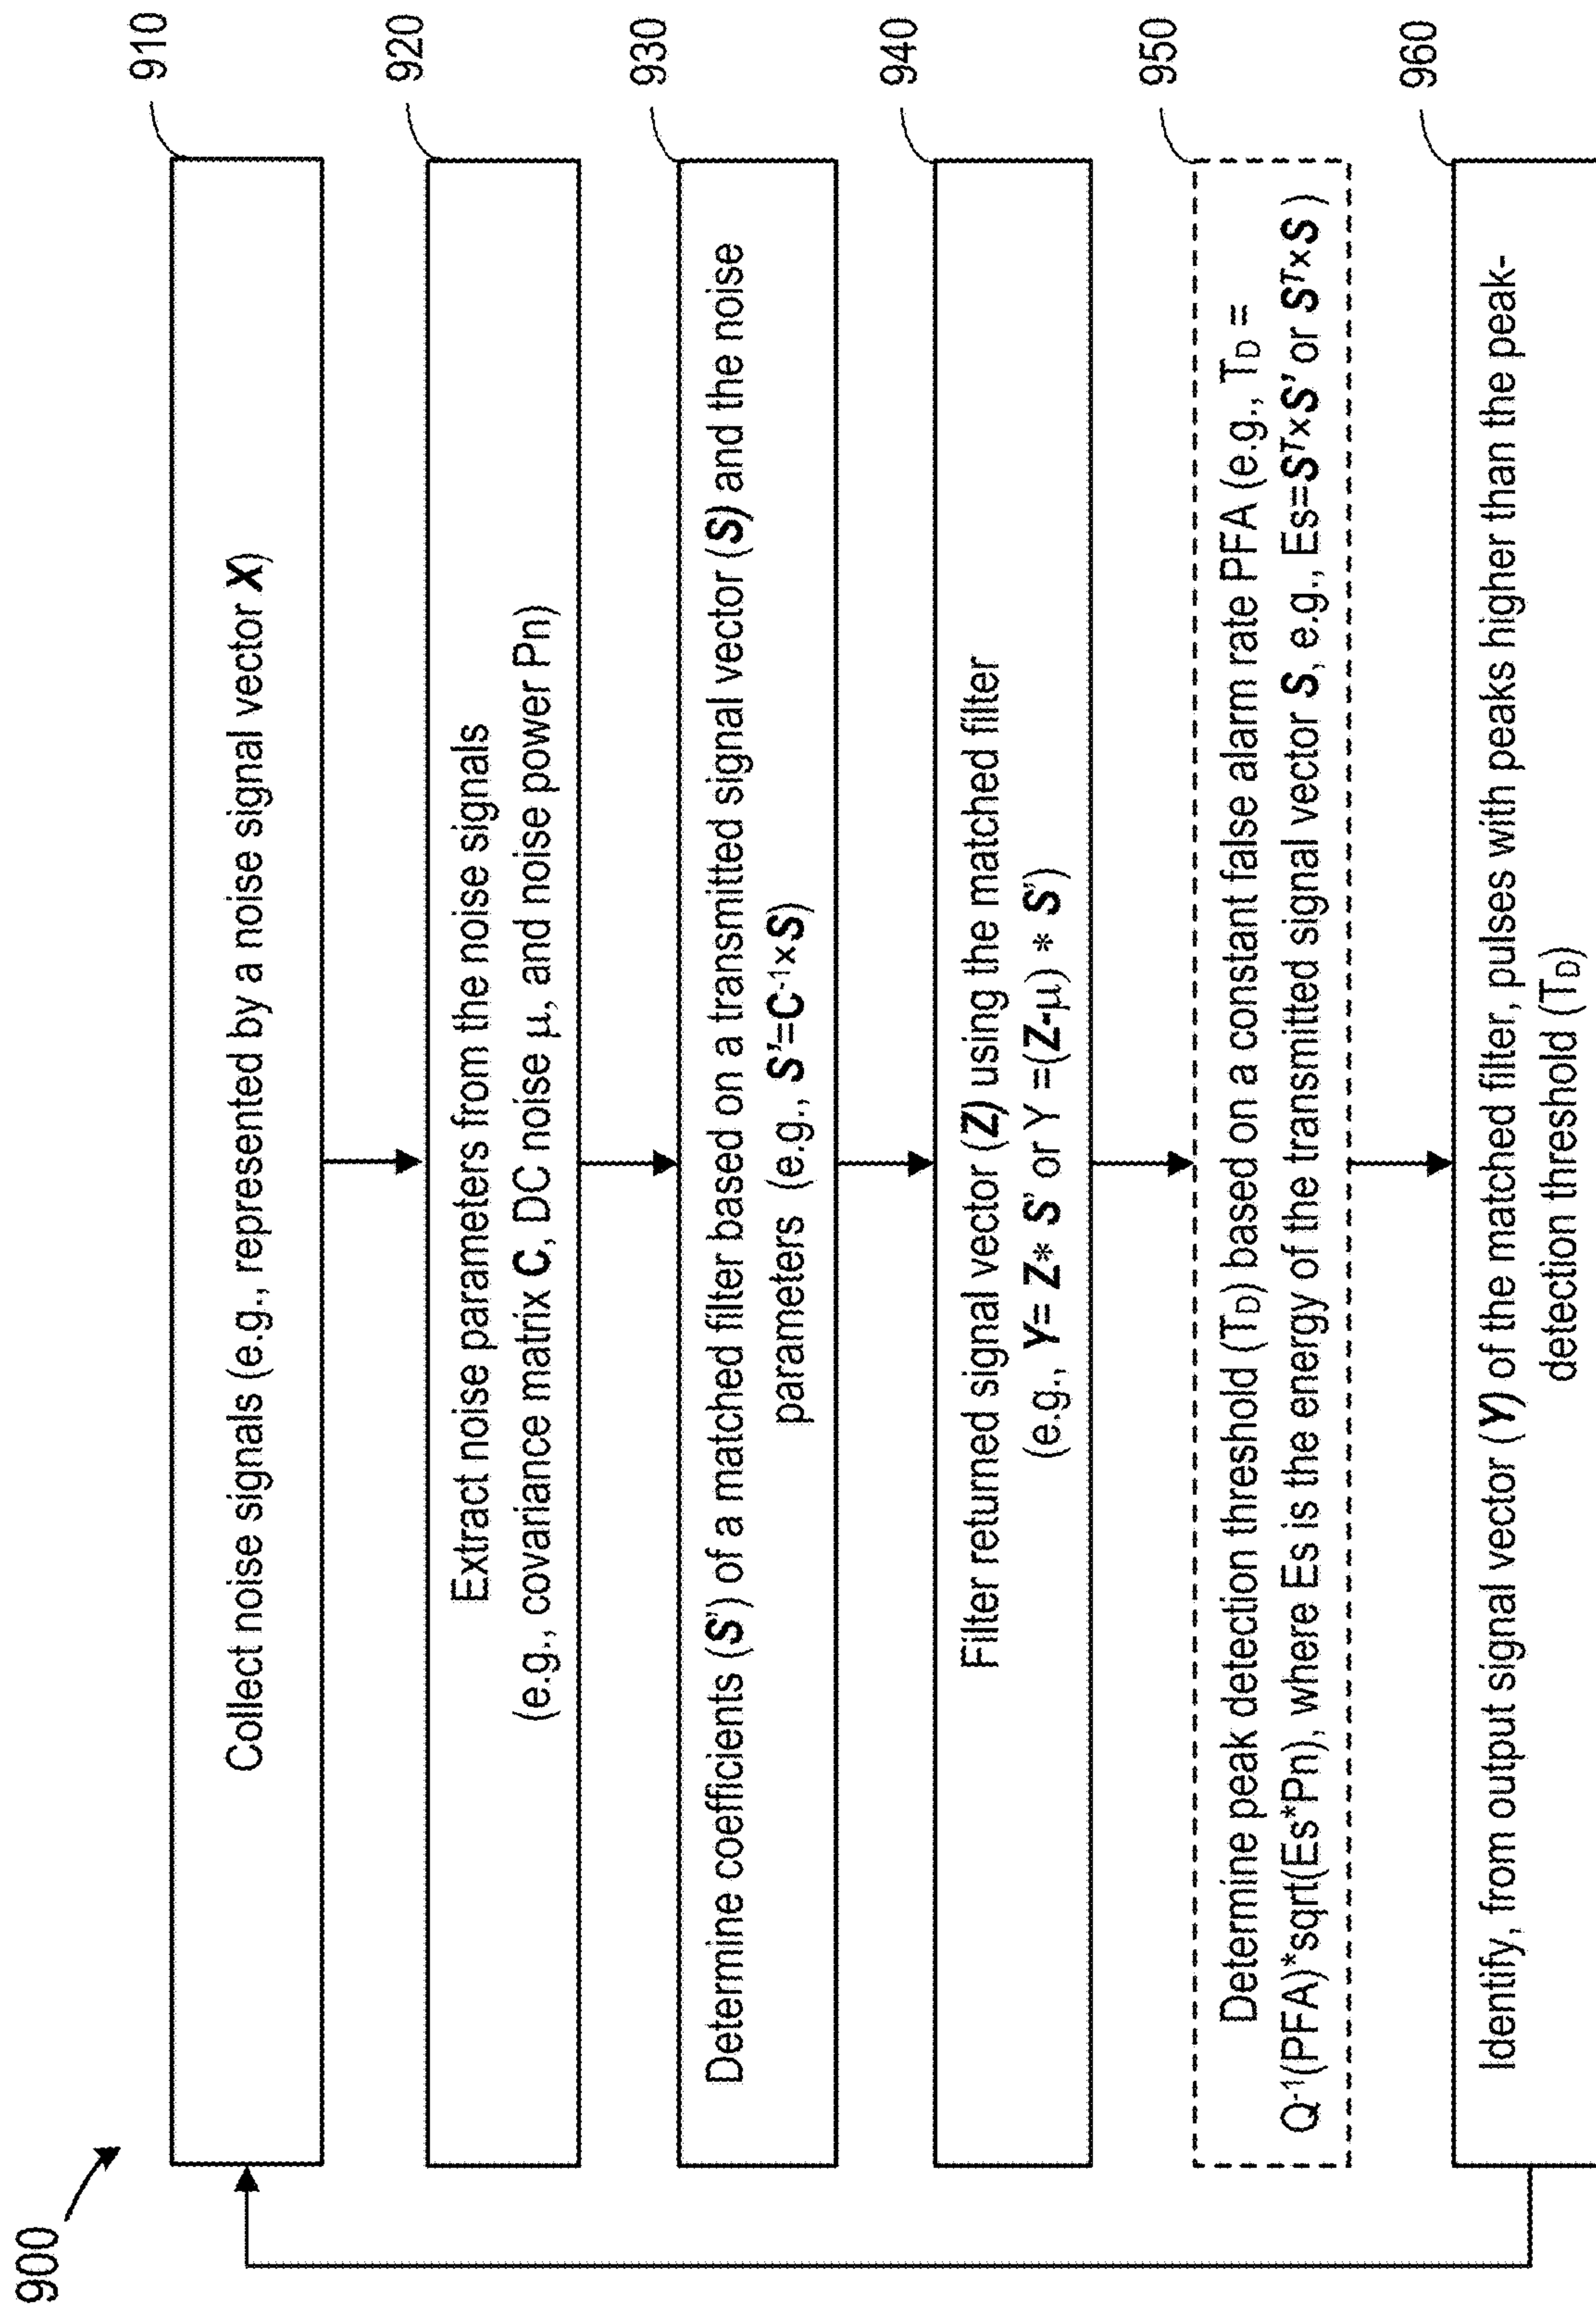 900
Collect noise signals (e.g., represented by a noise signal vector X)
910
Extract noise parameters from the noise signals
(e.g., covariance matrix C, DC noise μ, and noise power Pn)
920
Determine coefficients (S') of a matched filter based on a transmitted signal vector (S) and the noise
parameters (e.g., S'=C⁻¹×S)
930
Filter returned signal vector (Z) using the matched filter
(e.g., Y= Z* S' or Y =(Z-μ) * S')
940
Determine peak detection threshold (TD) based on a constant false alarm rate PFA (e.g., TD =
Q⁻¹(PFA)*sqrt(Es*Pn), where Es is the energy of the transmitted signal vector S, e.g., Es=Sᵀ×S' or Sᵀ×S )
950
Identify, from output signal vector (Y) of the matched filter, pulses with peaks higher than the peak-
detection threshold (TD)
960